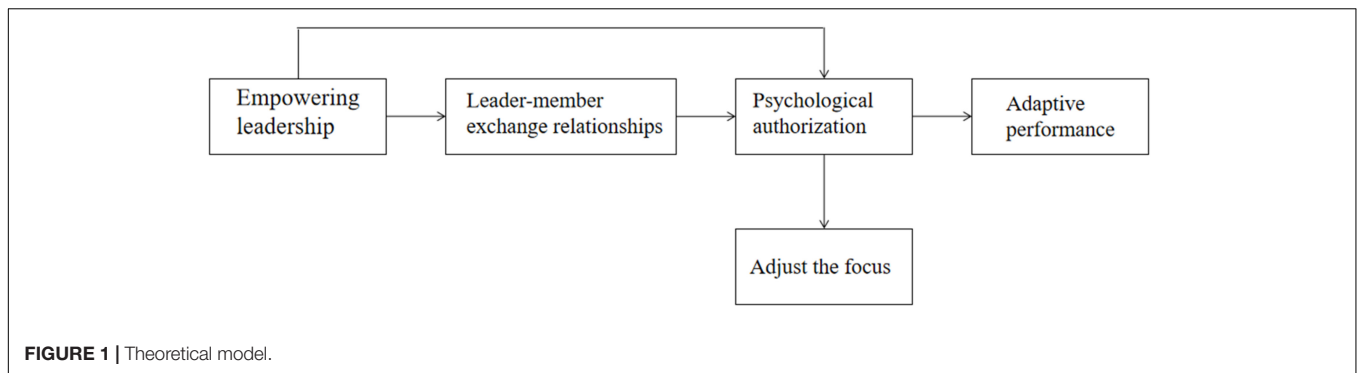 Empowering
leadership
Leader-member
exchange relationships
Psychological
authorization
Adaptive
performance
Adjust the focus
FIGURE 1 | Theoretical model.